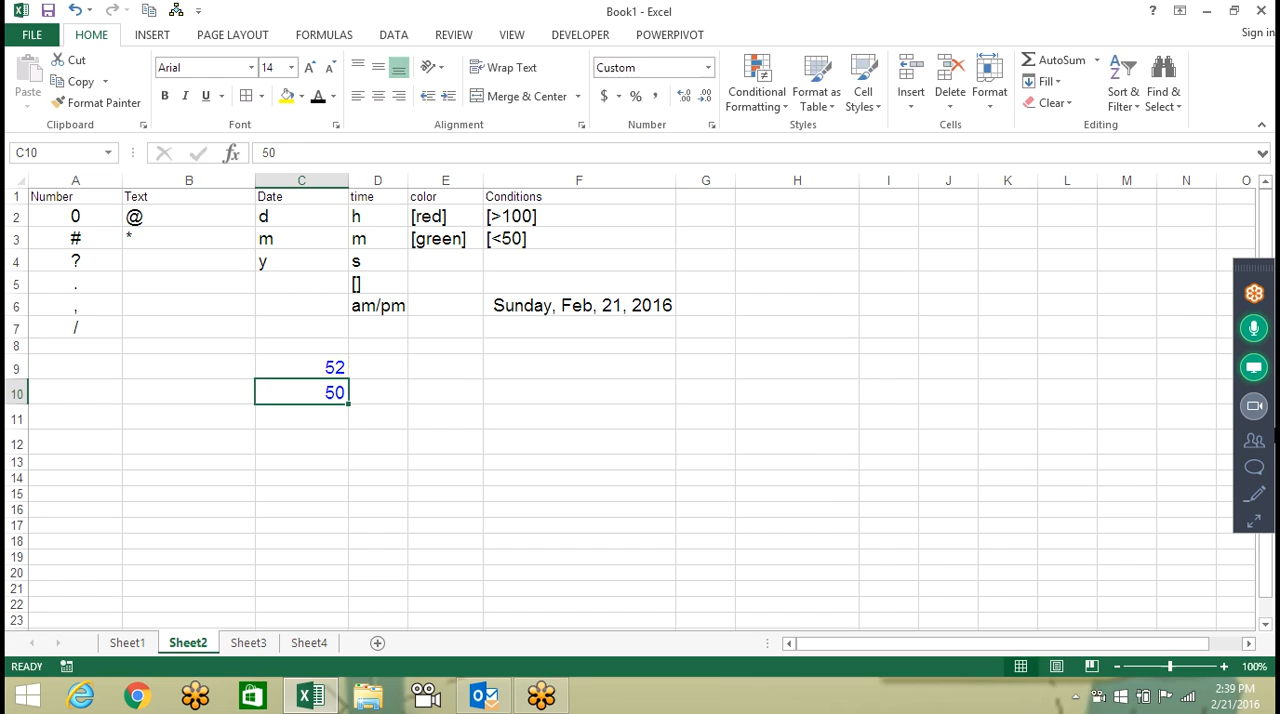 Book1 - Excel
FILE HOME INSERT PAGE LAYOUT FORMULAS DATA REVIEW VIEW DEVELOPER POWERPIVOT Sign in
Paste Cut Copy Format Painter Clipboard
Arial 14 B I U A Font
Wrap Text Merge & Center Alignment
Custom $ % , Number
Conditional Formatting Format as Table Cell Styles Styles
Insert Delete Format Cells
AutoSum Fill Clear Sort & Filter Find & Select Editing
C10 fx 50
A B C D E F G H I J K L M N O
1 Number Text Date time color Conditions
2 0 @ d h [red] [>100]
3 # * m m [green] [<50]
4 ? y s
5 . []
6 , am/pm Sunday, Feb, 21, 2016
7 /
8
9 52
10 50
11
12
13
14
15
16
17
18
19
20
21
22
23
Sheet1 Sheet2 Sheet3 Sheet4
READY 100%
2:39 PM
2/21/2016